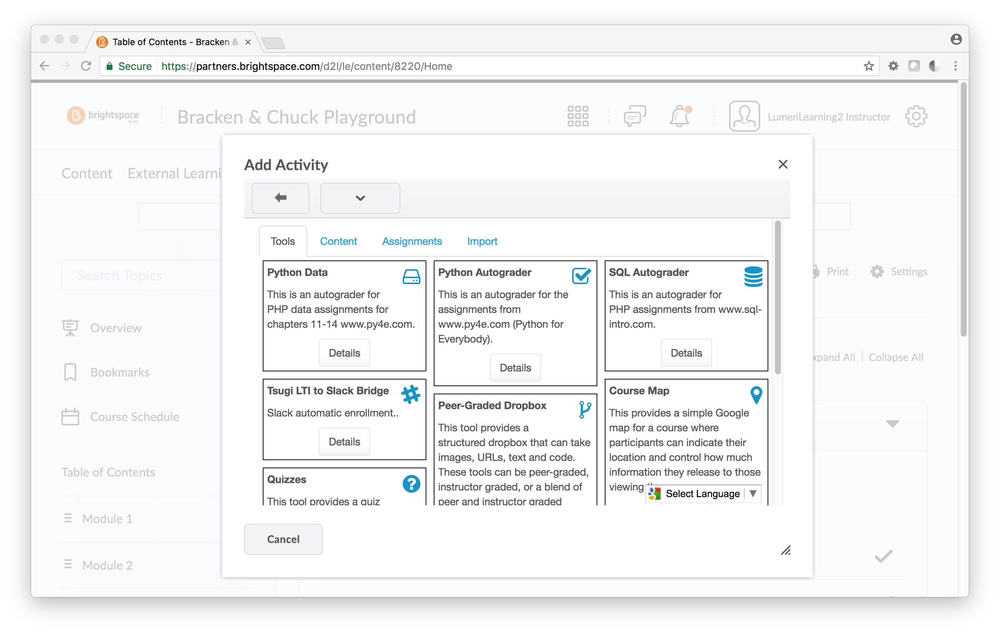 Table of Contents - Bracken &
Secure https://partners.brightspace.com/d2l/le/content/8220/Home
brightspace
by D2L
Bracken & Chuck Playground
LumenLearning2 Instructor
Content
External Learni
Add Activity
Tools
Content
Assignments
Import
Search Topics
Print
Settings
Python Data
This is an autograder for
PHP data assignments for
chapters 11-14 www.py4e.com.
Details
Python Autograder
This is an autograder for the
assignments from
www.py4e.com (Python for
Everybody).
Details
SQL Autograder
This is an autograder for
PHP assignments from www.sql-
intro.com.
Details
Overview
Bookmarks
Course Schedule
Table of Contents
Module 1
Module 2
xpand All
Collapse All
Tsugi LTI to Slack Bridge
Slack automatic enrollment..
Details
Peer-Graded Dropbox
This tool provides a
structured dropbox that can take
images, URLs, text and code.
These tools can be peer-graded,
instructor graded, or a blend of
peer and instructor graded
Course Map
This provides a simple Google
map for a course where
participants can indicate their
location and control how much
information they release to those
viewing
Select Language
Quizzes
This tool provides a quiz
Cancel